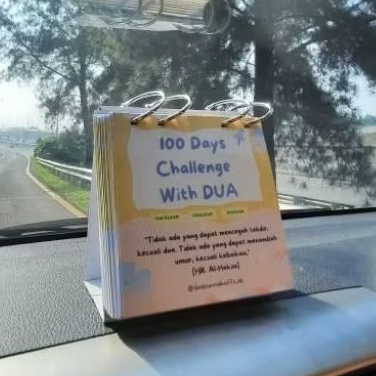 100 Days
Challenge
With DUA
"Tidak ada yang dapat mencegah takdir,
kecuali dua. Tidak ada yang dapat menambah
umur, kecuali kebaikan."
(HR. Al-Hakim)